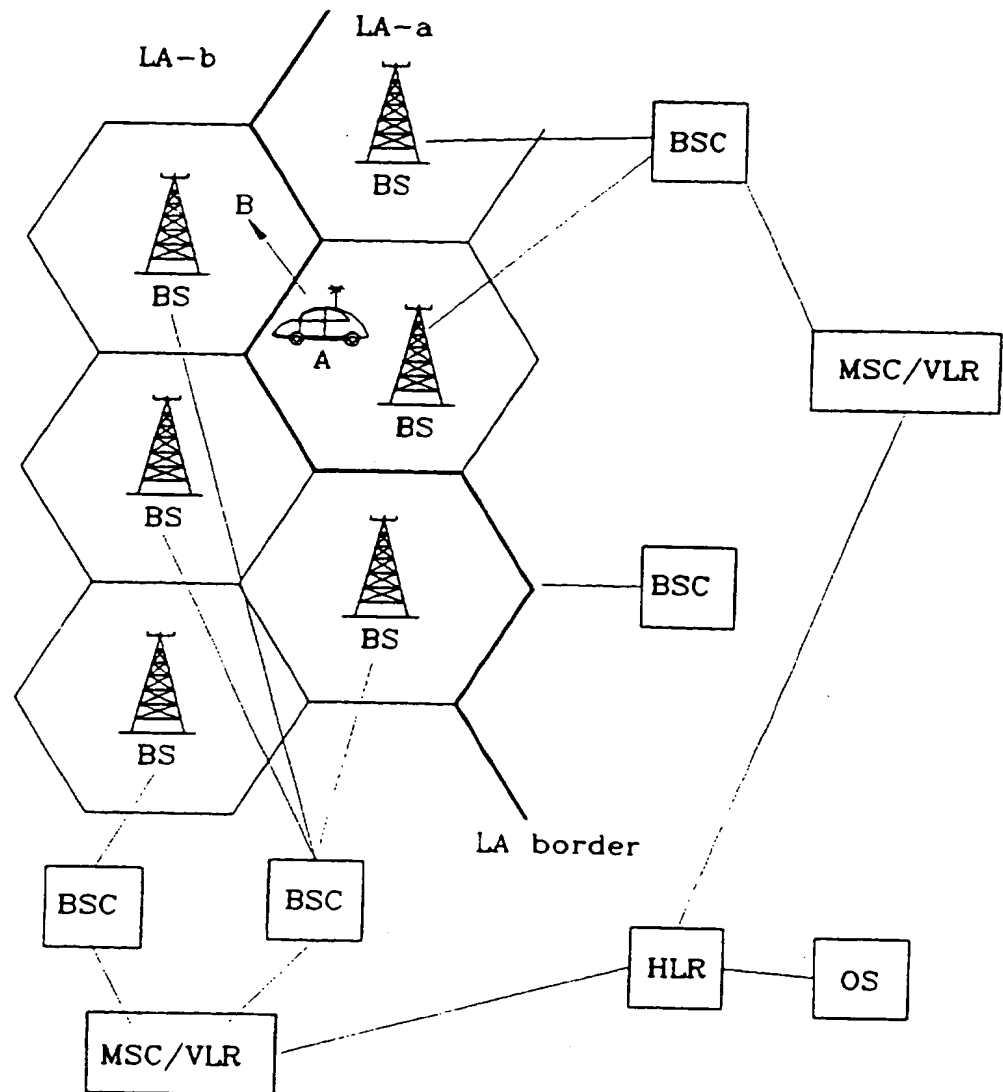 LA-a
LA-b
BS
BSC
B
BS
A
BS
MSC/VLR
BS
BS
BSC
BS
LA border
BSC
BSC
HLR
OS
MSC/VLR